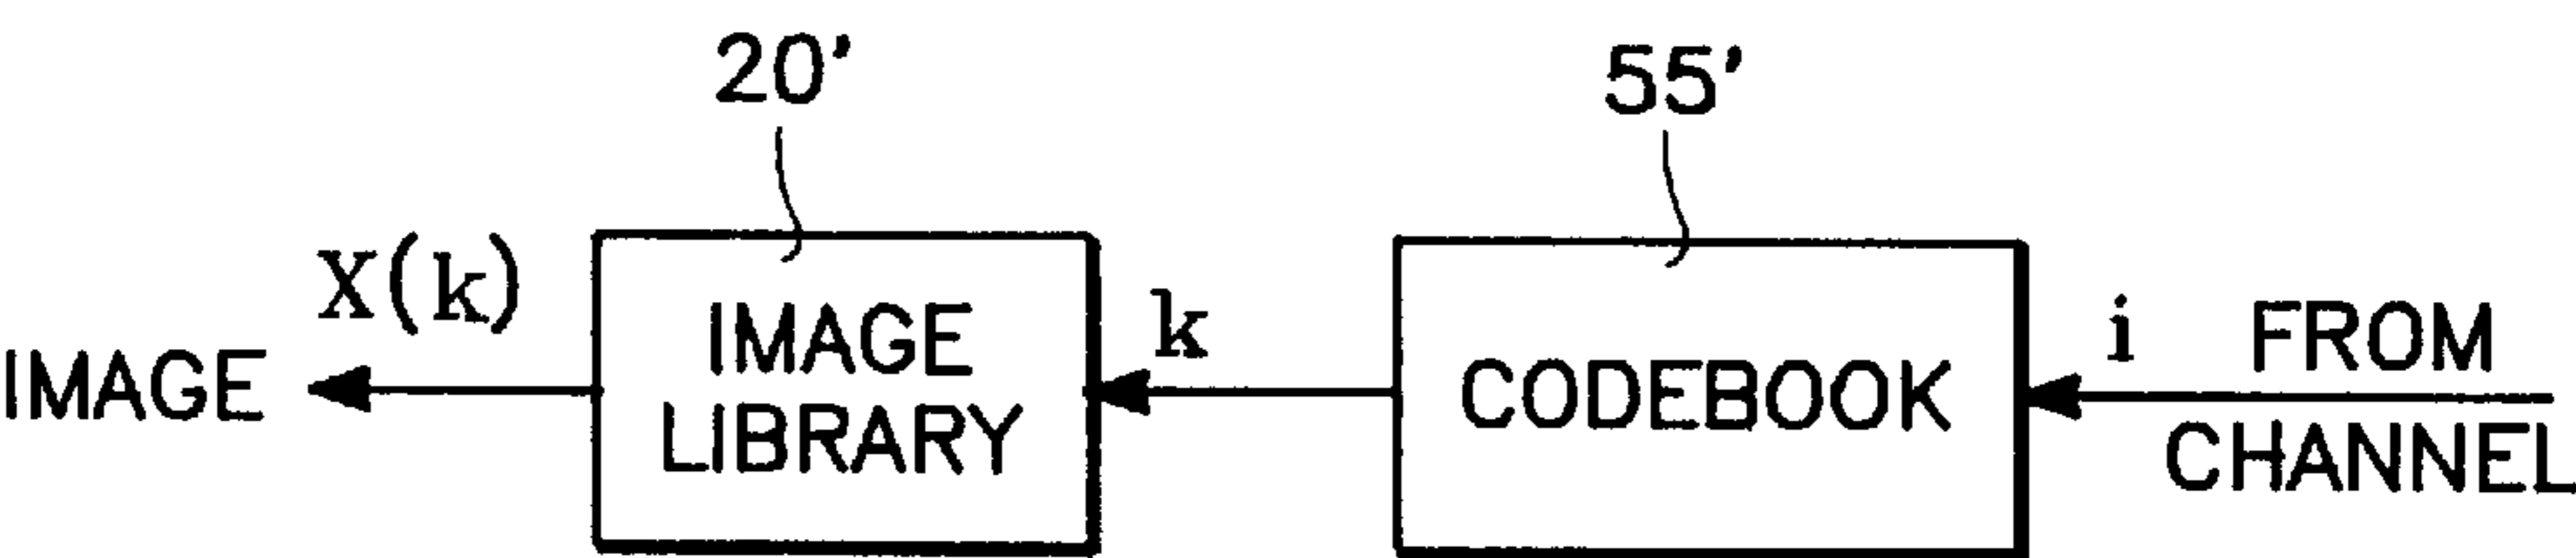 20' 55'
X(k)
IMAGE
IMAGE
LIBRARY
k
CODEBOOK
i
FROM
CHANNEL